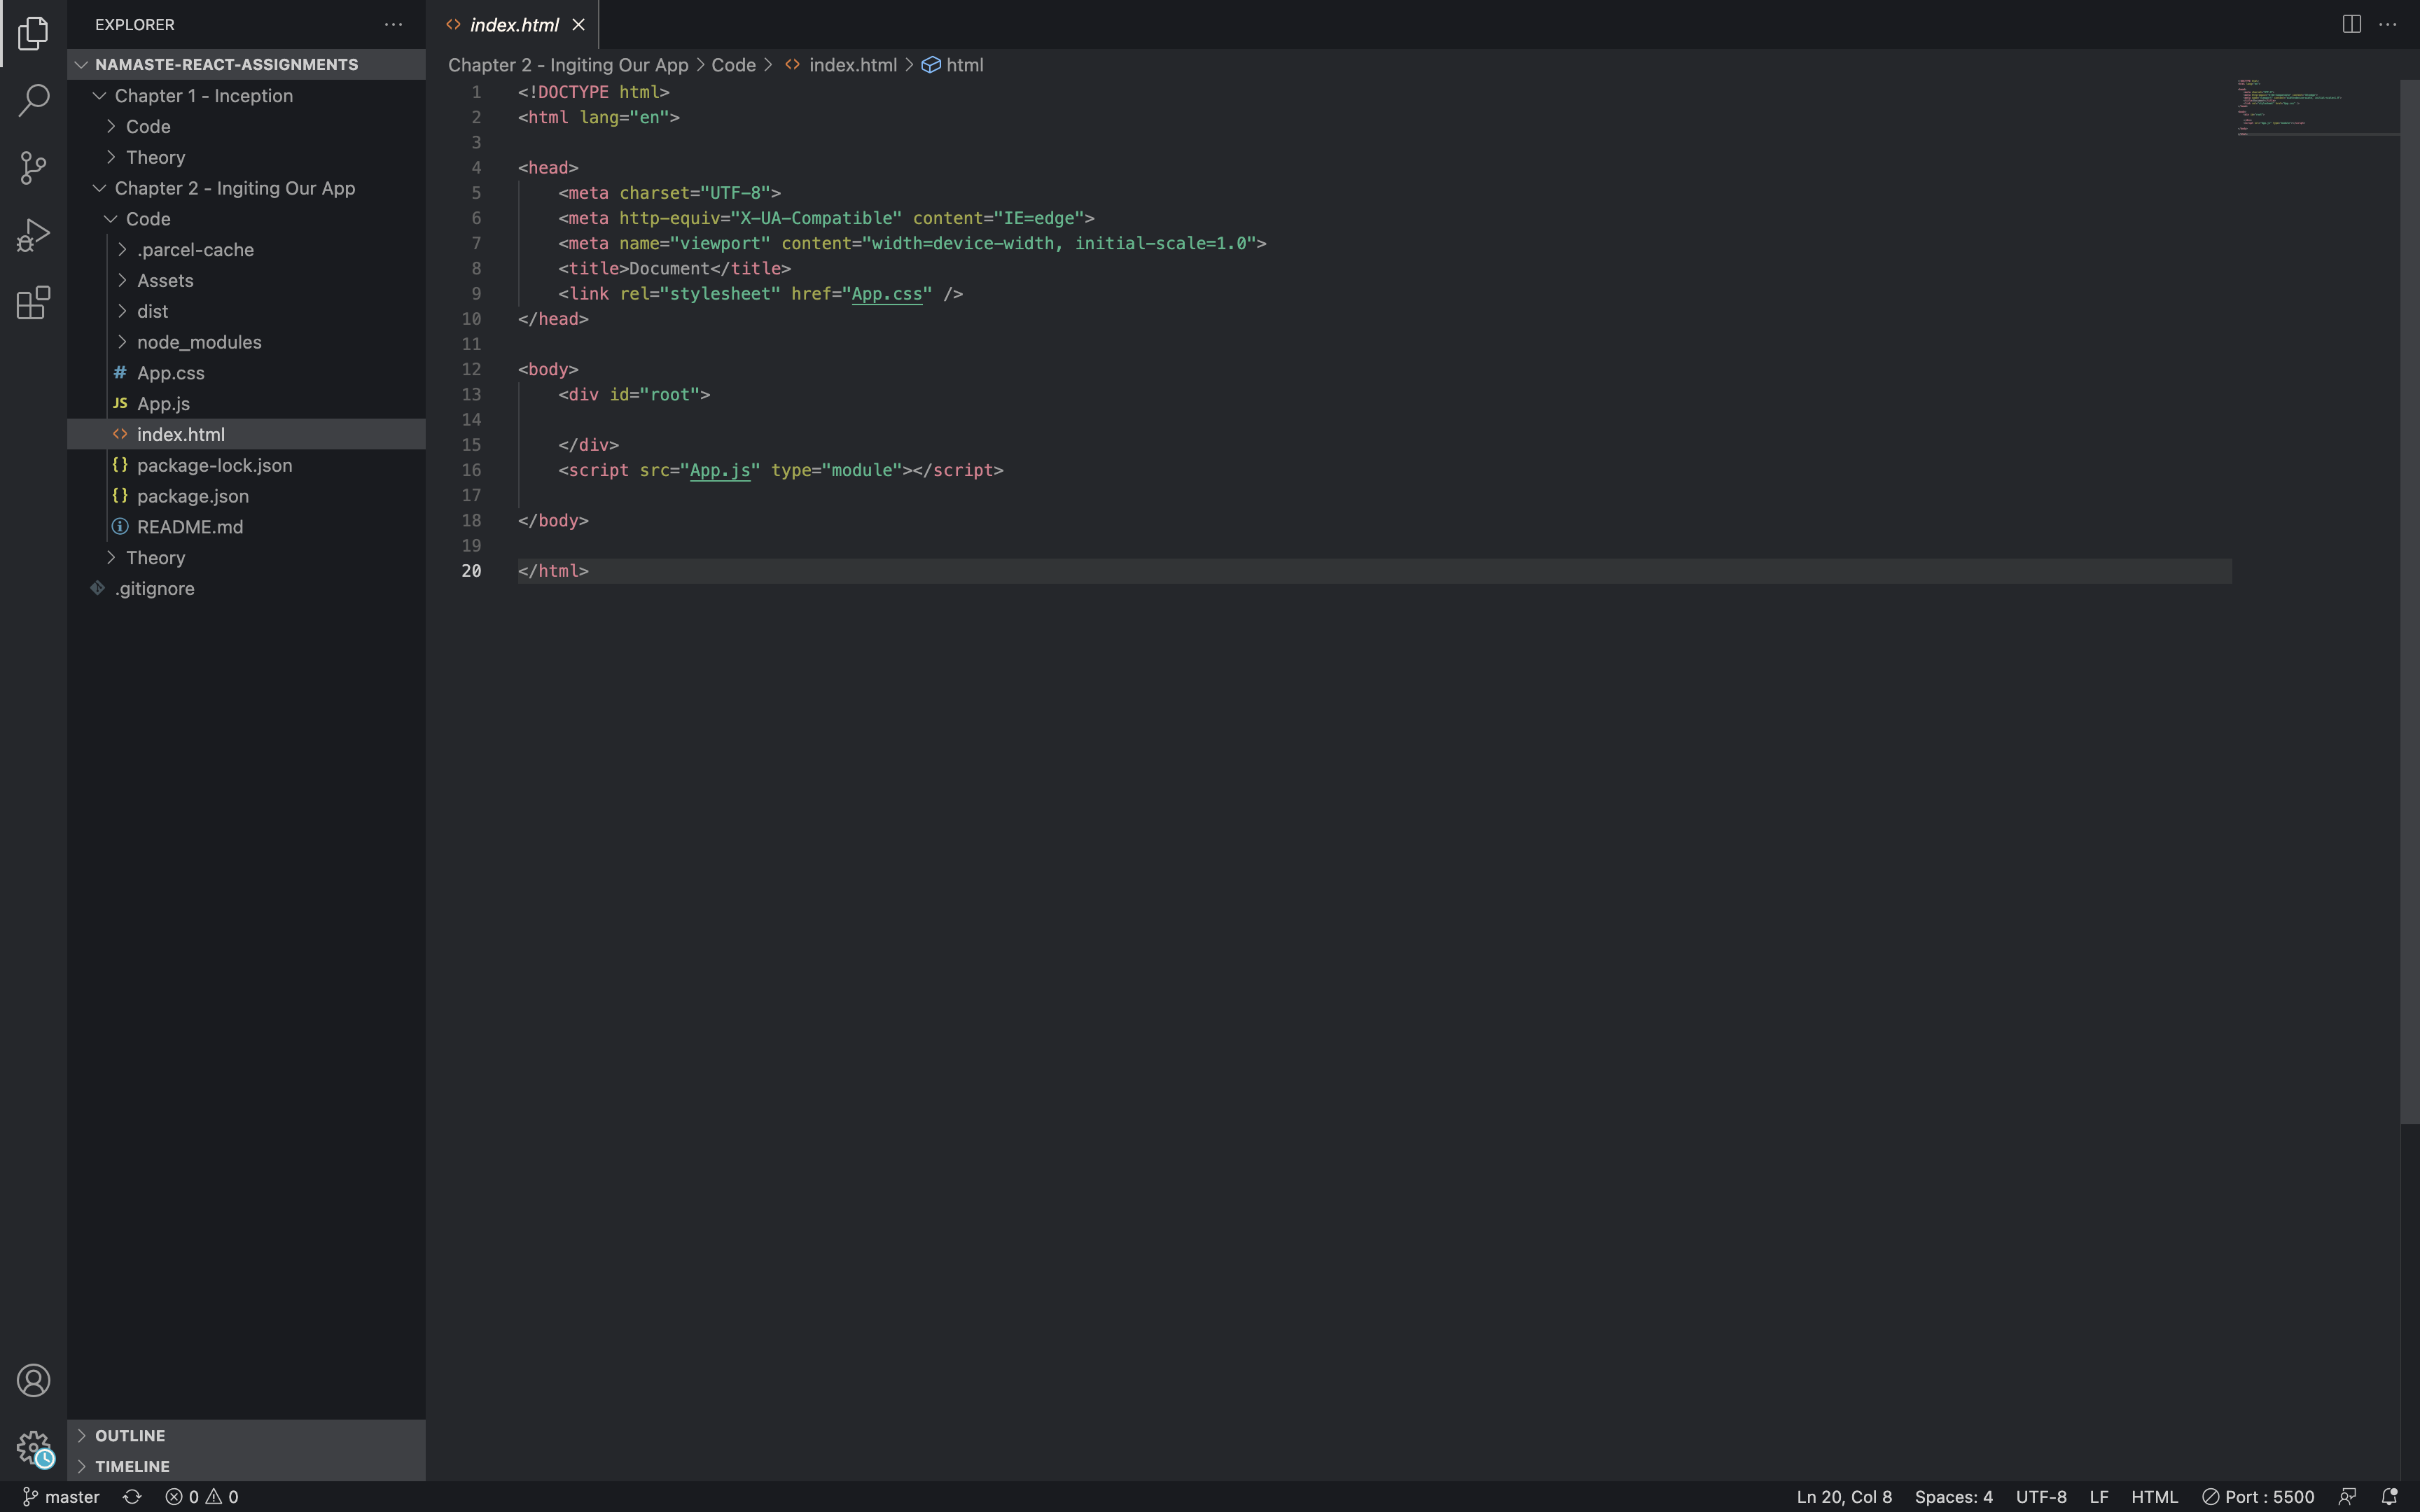 EXPLORER
NAMASTE-REACT-ASSIGNMENTS
Chapter 1 - Inception
Code
Theory
Chapter 2 - Ingiting Our App
Code
.parcel-cache
Assets
dist
node_modules
# App.css
JS App.js
<> index.html
{} package-lock.json
{} package.json
README.md
Theory
.gitignore
OUTLINE
TIMELINE
<> index.html
Chapter 2 - Ingiting Our App > Code > <> index.html > html
1 <!DOCTYPE html>
2 <html lang="en">
3
4 <head>
5     <meta charset="UTF-8">
6     <meta http-equiv="X-UA-Compatible" content="IE=edge">
7     <meta name="viewport" content="width=device-width, initial-scale=1.0">
8     <title>Document</title>
9     <link rel="stylesheet" href="App.css" />
10 </head>
11
12 <body>
13     <div id="root">
14
15     </div>
16     <script src="App.js" type="module"></script>
17
18 </body>
19
20 </html>
master 0 0 Ln 20, Col 8 Spaces: 4 UTF-8 LF HTML Port : 5500